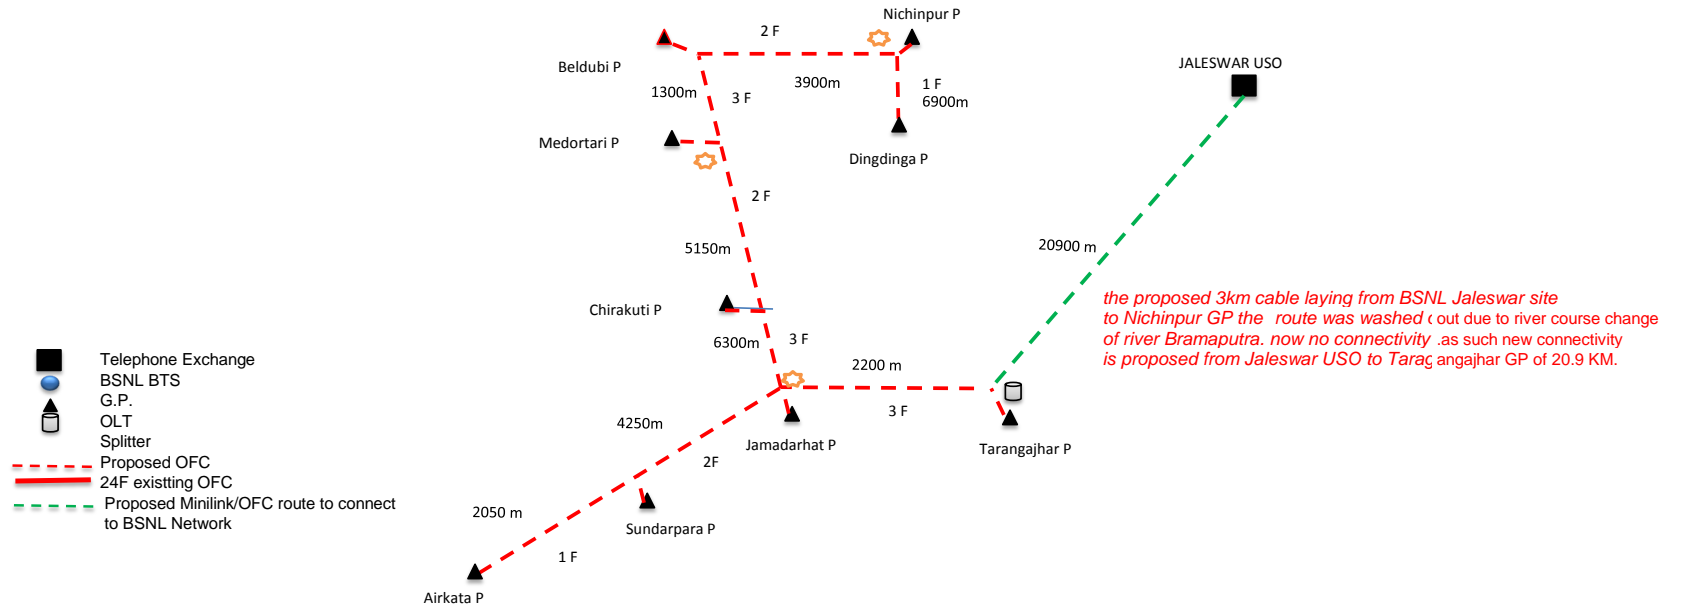 Nichinpur P
2 F
Beldubi P
JALESWAR USO
3900m
1 F
6900m
1300m
3 F
Medortari P
Dingdinga P
2 F
5150m
20900 m
Chirakuti P
6300m
3 F
the proposed 3km cable laying from BSNL Jaleswar site
to Nichinpur GP the route was washed out due to river course change
of river Bramaputra. now no connectivity .as such new connectivity
is proposed from Jaleswar USO to Tarag angajhar GP of 20.9 KM.
2200 m
3 F
4250m
Jamadarhat P
Tarangajhar P
2F
2050 m
Sundarpara P
1 F
Airkata P
Telephone Exchange
BSNL BTS
G.P.
OLT
Splitter
Proposed OFC
24F existting OFC
Proposed Minilink/OFC route to connect
to BSNL Network